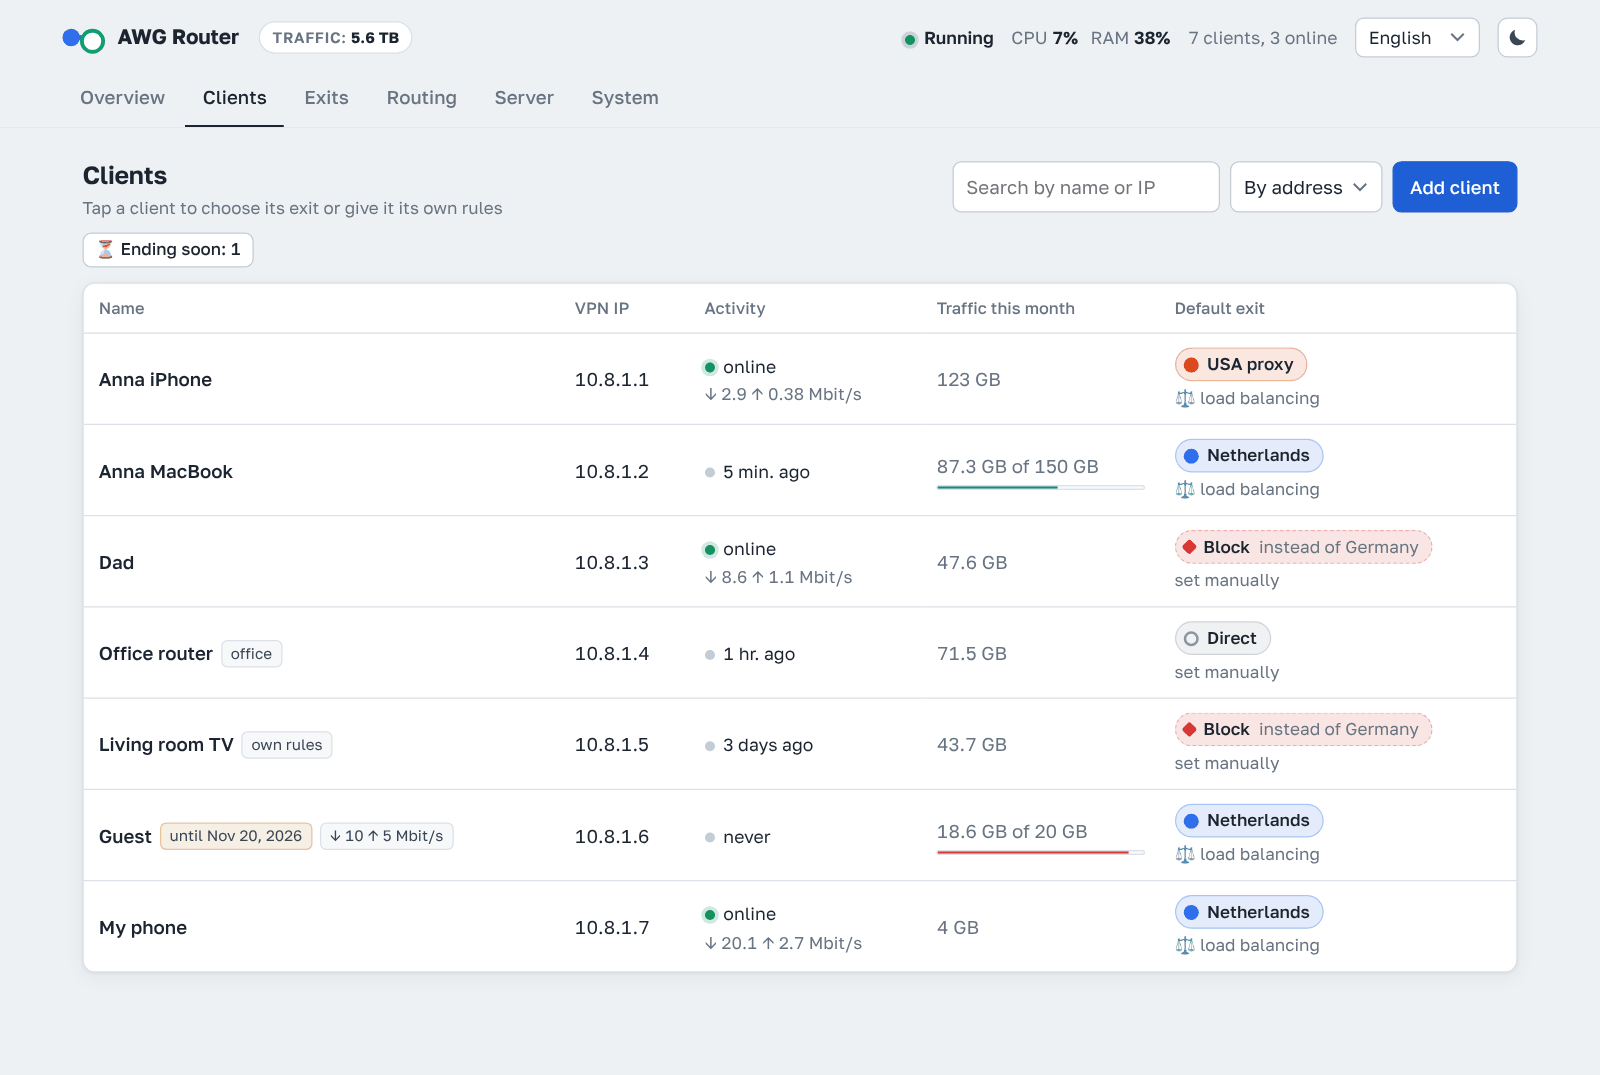 AWG Router
TRAFFIC: 5.6 TB
Running
CPU 7%
RAM 38%
7 clients, 3 online
English
Overview
Clients
Exits
Routing
Server
System
Clients
Tap a client to choose its exit or give it its own rules
Search by name or IP
By address
Add client
⏳ Ending soon: 1
Name
VPN IP
Activity
Traffic this month
Default exit
Anna iPhone
10.8.1.1
online
↓ 2.9 ↑ 0.38 Mbit/s
123 GB
USA proxy
⚖️ load balancing
Anna MacBook
10.8.1.2
5 min. ago
87.3 GB of 150 GB
Netherlands
⚖️ load balancing
Dad
10.8.1.3
online
↓ 8.6 ↑ 1.1 Mbit/s
47.6 GB
Block instead of Germany
set manually
Office router
office
10.8.1.4
1 hr. ago
71.5 GB
Direct
set manually
Living room TV
own rules
10.8.1.5
3 days ago
43.7 GB
Block instead of Germany
set manually
Guest
until Nov 20, 2026
↓ 10 ↑ 5 Mbit/s
10.8.1.6
never
18.6 GB of 20 GB
Netherlands
⚖️ load balancing
My phone
10.8.1.7
online
↓ 20.1 ↑ 2.7 Mbit/s
4 GB
Netherlands
⚖️ load balancing